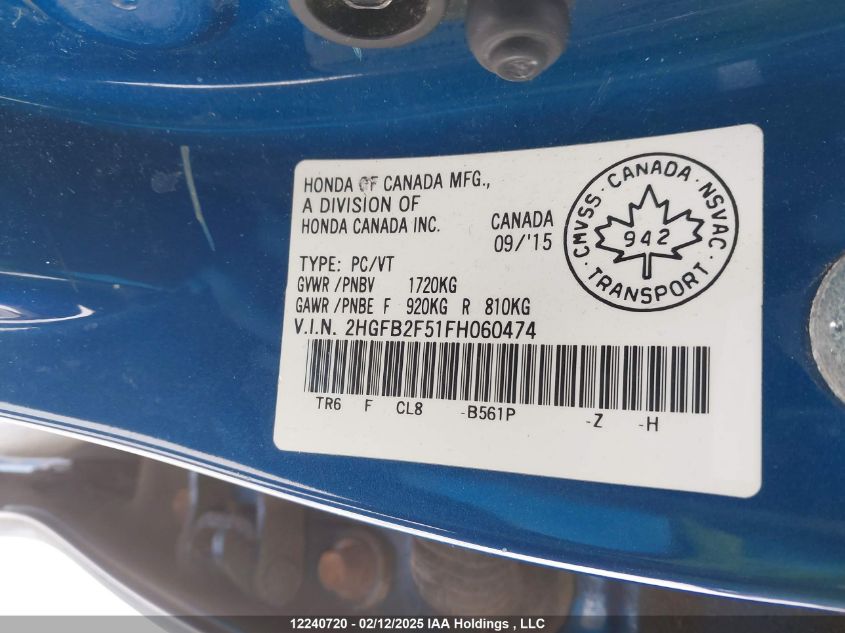 HONDA OF CANADA MFG.,
A DIVISION OF
HONDA CANADA INC.
CANADA
09/'15
CMVSS · CANADA · NSVAC · TRANSPORT ·
942
TYPE: PC/VT
GVWR /PNBV 1720KG
GAWR /PNBE F 920KG R 810KG
V.I.N. 2HGFB2F51FH060474
TR6 F CL8 -B561P -Z -H
12240720 - 02/12/2025 IAA Holdings , LLC